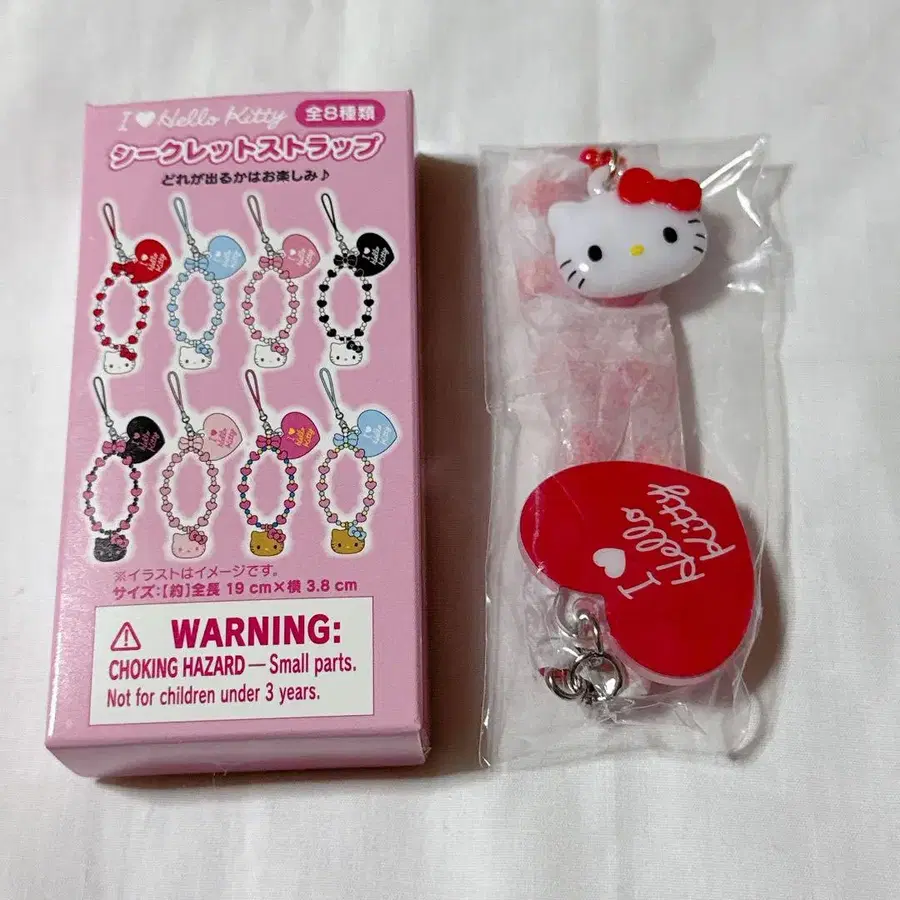 I ♥ Hello Kitty
全8種類
シークレットストラップ
どれが出るかはお楽しみ♪
※イラストはイメージです。
サイズ:【約】全長 19 cm×横 3.8 cm
WARNING:
CHOKING HAZARD — Small parts.
Not for children under 3 years.
I ♥
Hello
Kitty